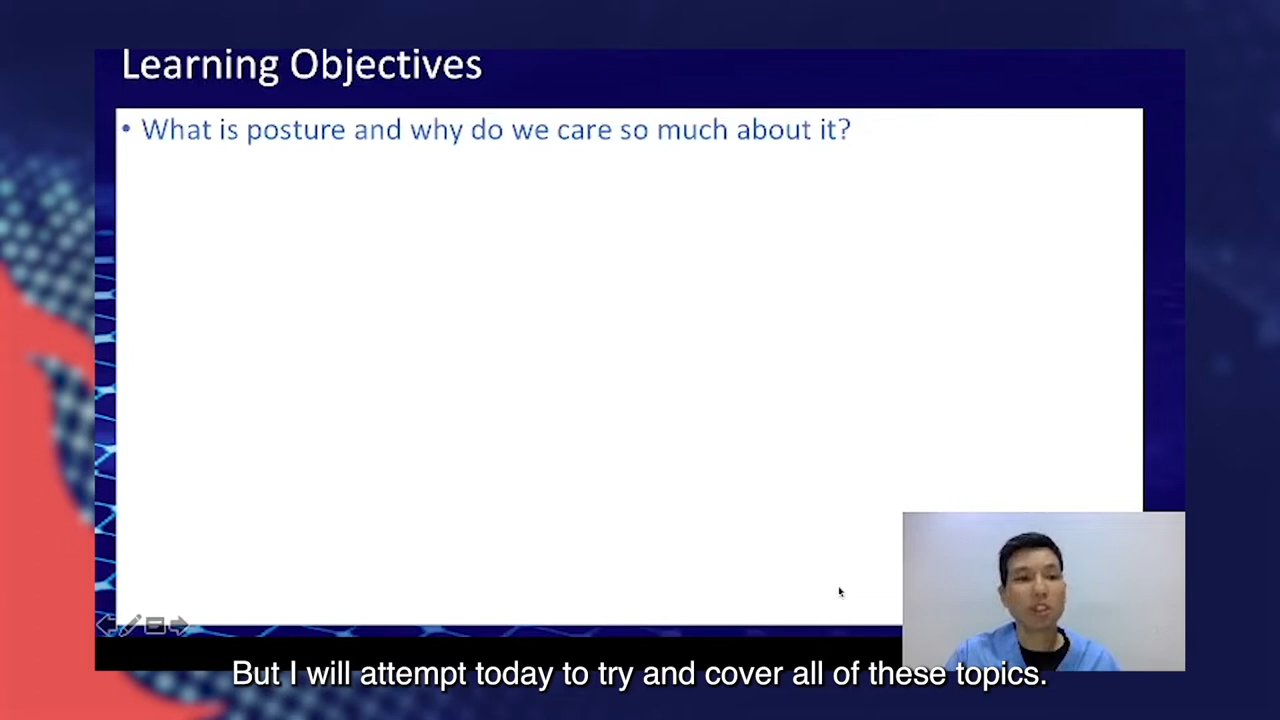 Learning Objectives
• What is posture and why do we care so much about it?
But I will attempt today to try and cover all of these topics.